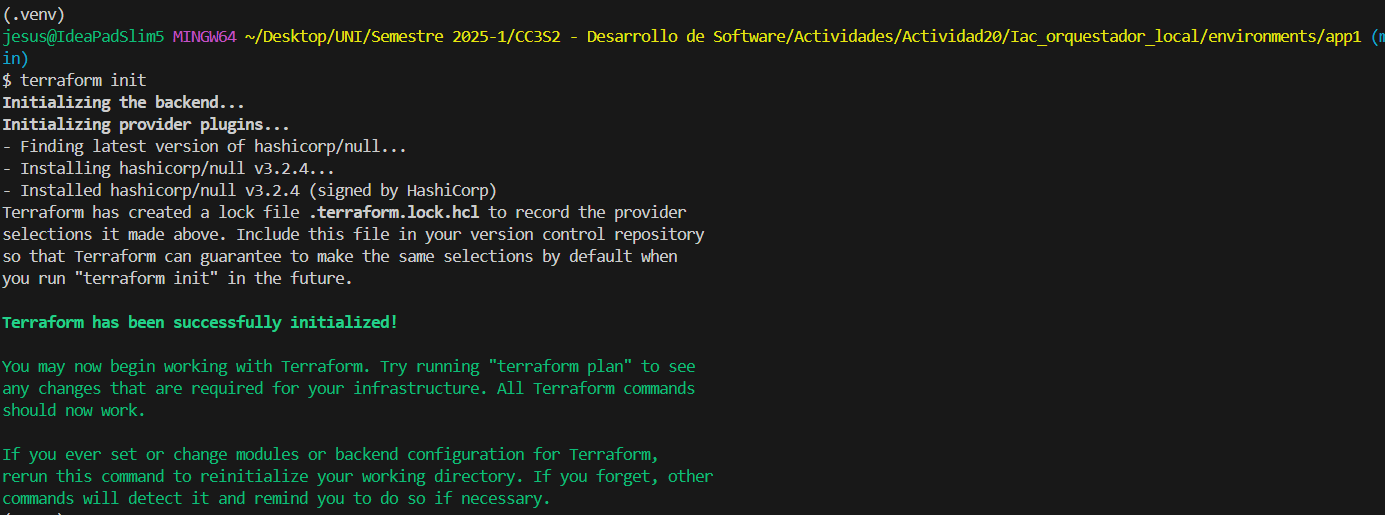 (.venv)
jesus@IdeaPadSlim5 MINGW64 ~/Desktop/UNI/Semestre 2025-1/CC3S2 - Desarrollo de Software/Actividades/Actividad20/Iac_orquestador_local/environments/app1 (m
in)
$ terraform init
Initializing the backend...
Initializing provider plugins...
- Finding latest version of hashicorp/null...
- Installing hashicorp/null v3.2.4...
- Installed hashicorp/null v3.2.4 (signed by HashiCorp)
Terraform has created a lock file .terraform.lock.hcl to record the provider
selections it made above. Include this file in your version control repository
so that Terraform can guarantee to make the same selections by default when
you run "terraform init" in the future.
Terraform has been successfully initialized!
You may now begin working with Terraform. Try running "terraform plan" to see
any changes that are required for your infrastructure. All Terraform commands
should now work.
If you ever set or change modules or backend configuration for Terraform,
rerun this command to reinitialize your working directory. If you forget, other
commands will detect it and remind you to do so if necessary.